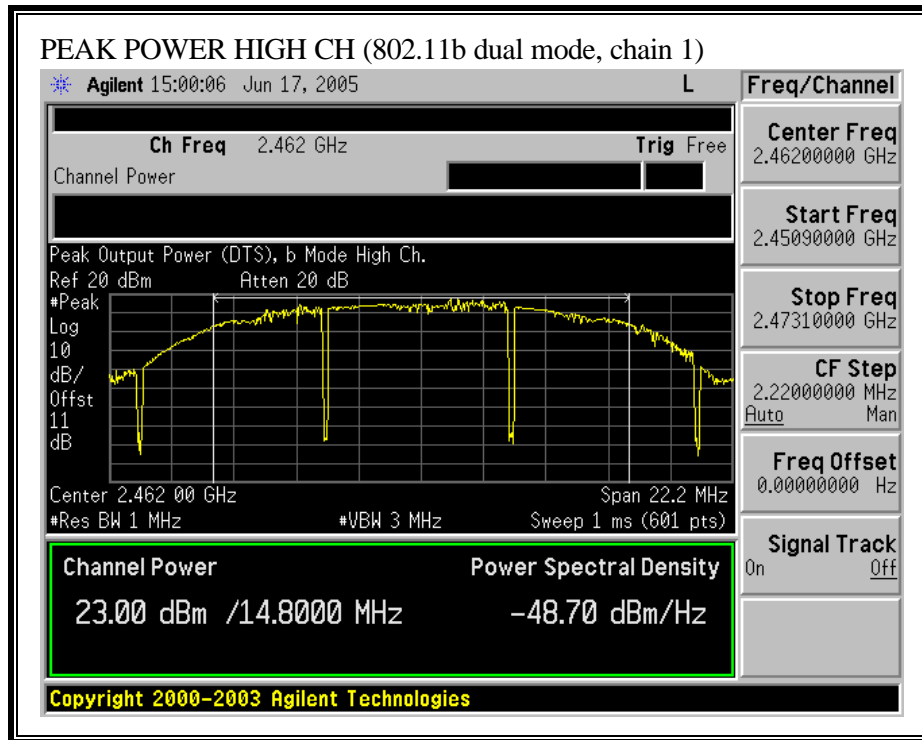 PEAK POWER HIGH CH (802.11b dual mode, chain 1)
Agilent 15:00:06 Jun 17, 2005 L
Freq/Channel
Ch Freq 2.462 GHz Trig Free
Channel Power
Center Freq
2.46200000 GHz
Start Freq
2.45090000 GHz
Stop Freq
2.47310000 GHz
CF Step
2.22000000 MHz
Auto Man
Freq Offset
0.00000000 Hz
Signal Track
On Off
Peak Output Power (DTS), b Mode High Ch.
Ref 20 dBm Atten 20 dB
#Peak
Log
10
dB/
Offst
11
dB
Center 2.462 00 GHz Span 22.2 MHz
#Res BW 1 MHz #VBW 3 MHz Sweep 1 ms (601 pts)
Channel Power Power Spectral Density
23.00 dBm /14.8000 MHz -48.70 dBm/Hz
Copyright 2000-2003 Agilent Technologies